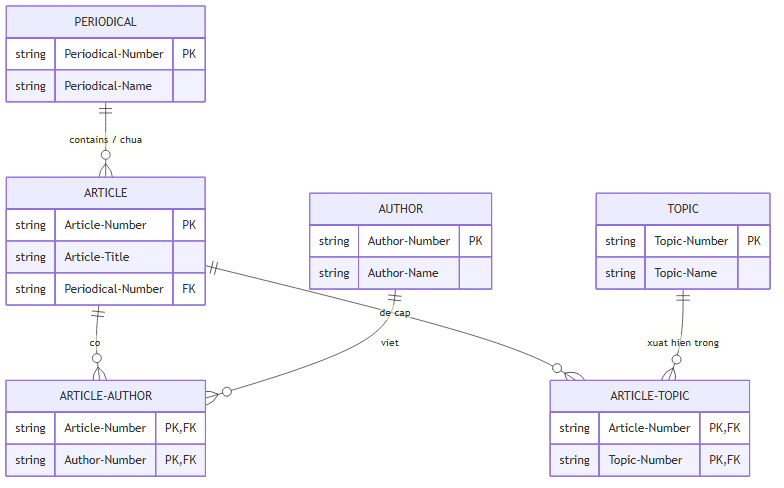 PERIODICAL
string Periodical-Number PK
string Periodical-Name
contains / chua
ARTICLE
string Article-Number PK
string Article-Title
string Periodical-Number FK
AUTHOR
string Author-Number PK
string Author-Name
TOPIC
string Topic-Number PK
string Topic-Name
de cap
co
viet
xuat hien trong
ARTICLE-AUTHOR
string Article-Number PK,FK
string Author-Number PK,FK
ARTICLE-TOPIC
string Article-Number PK,FK
string Topic-Number PK,FK